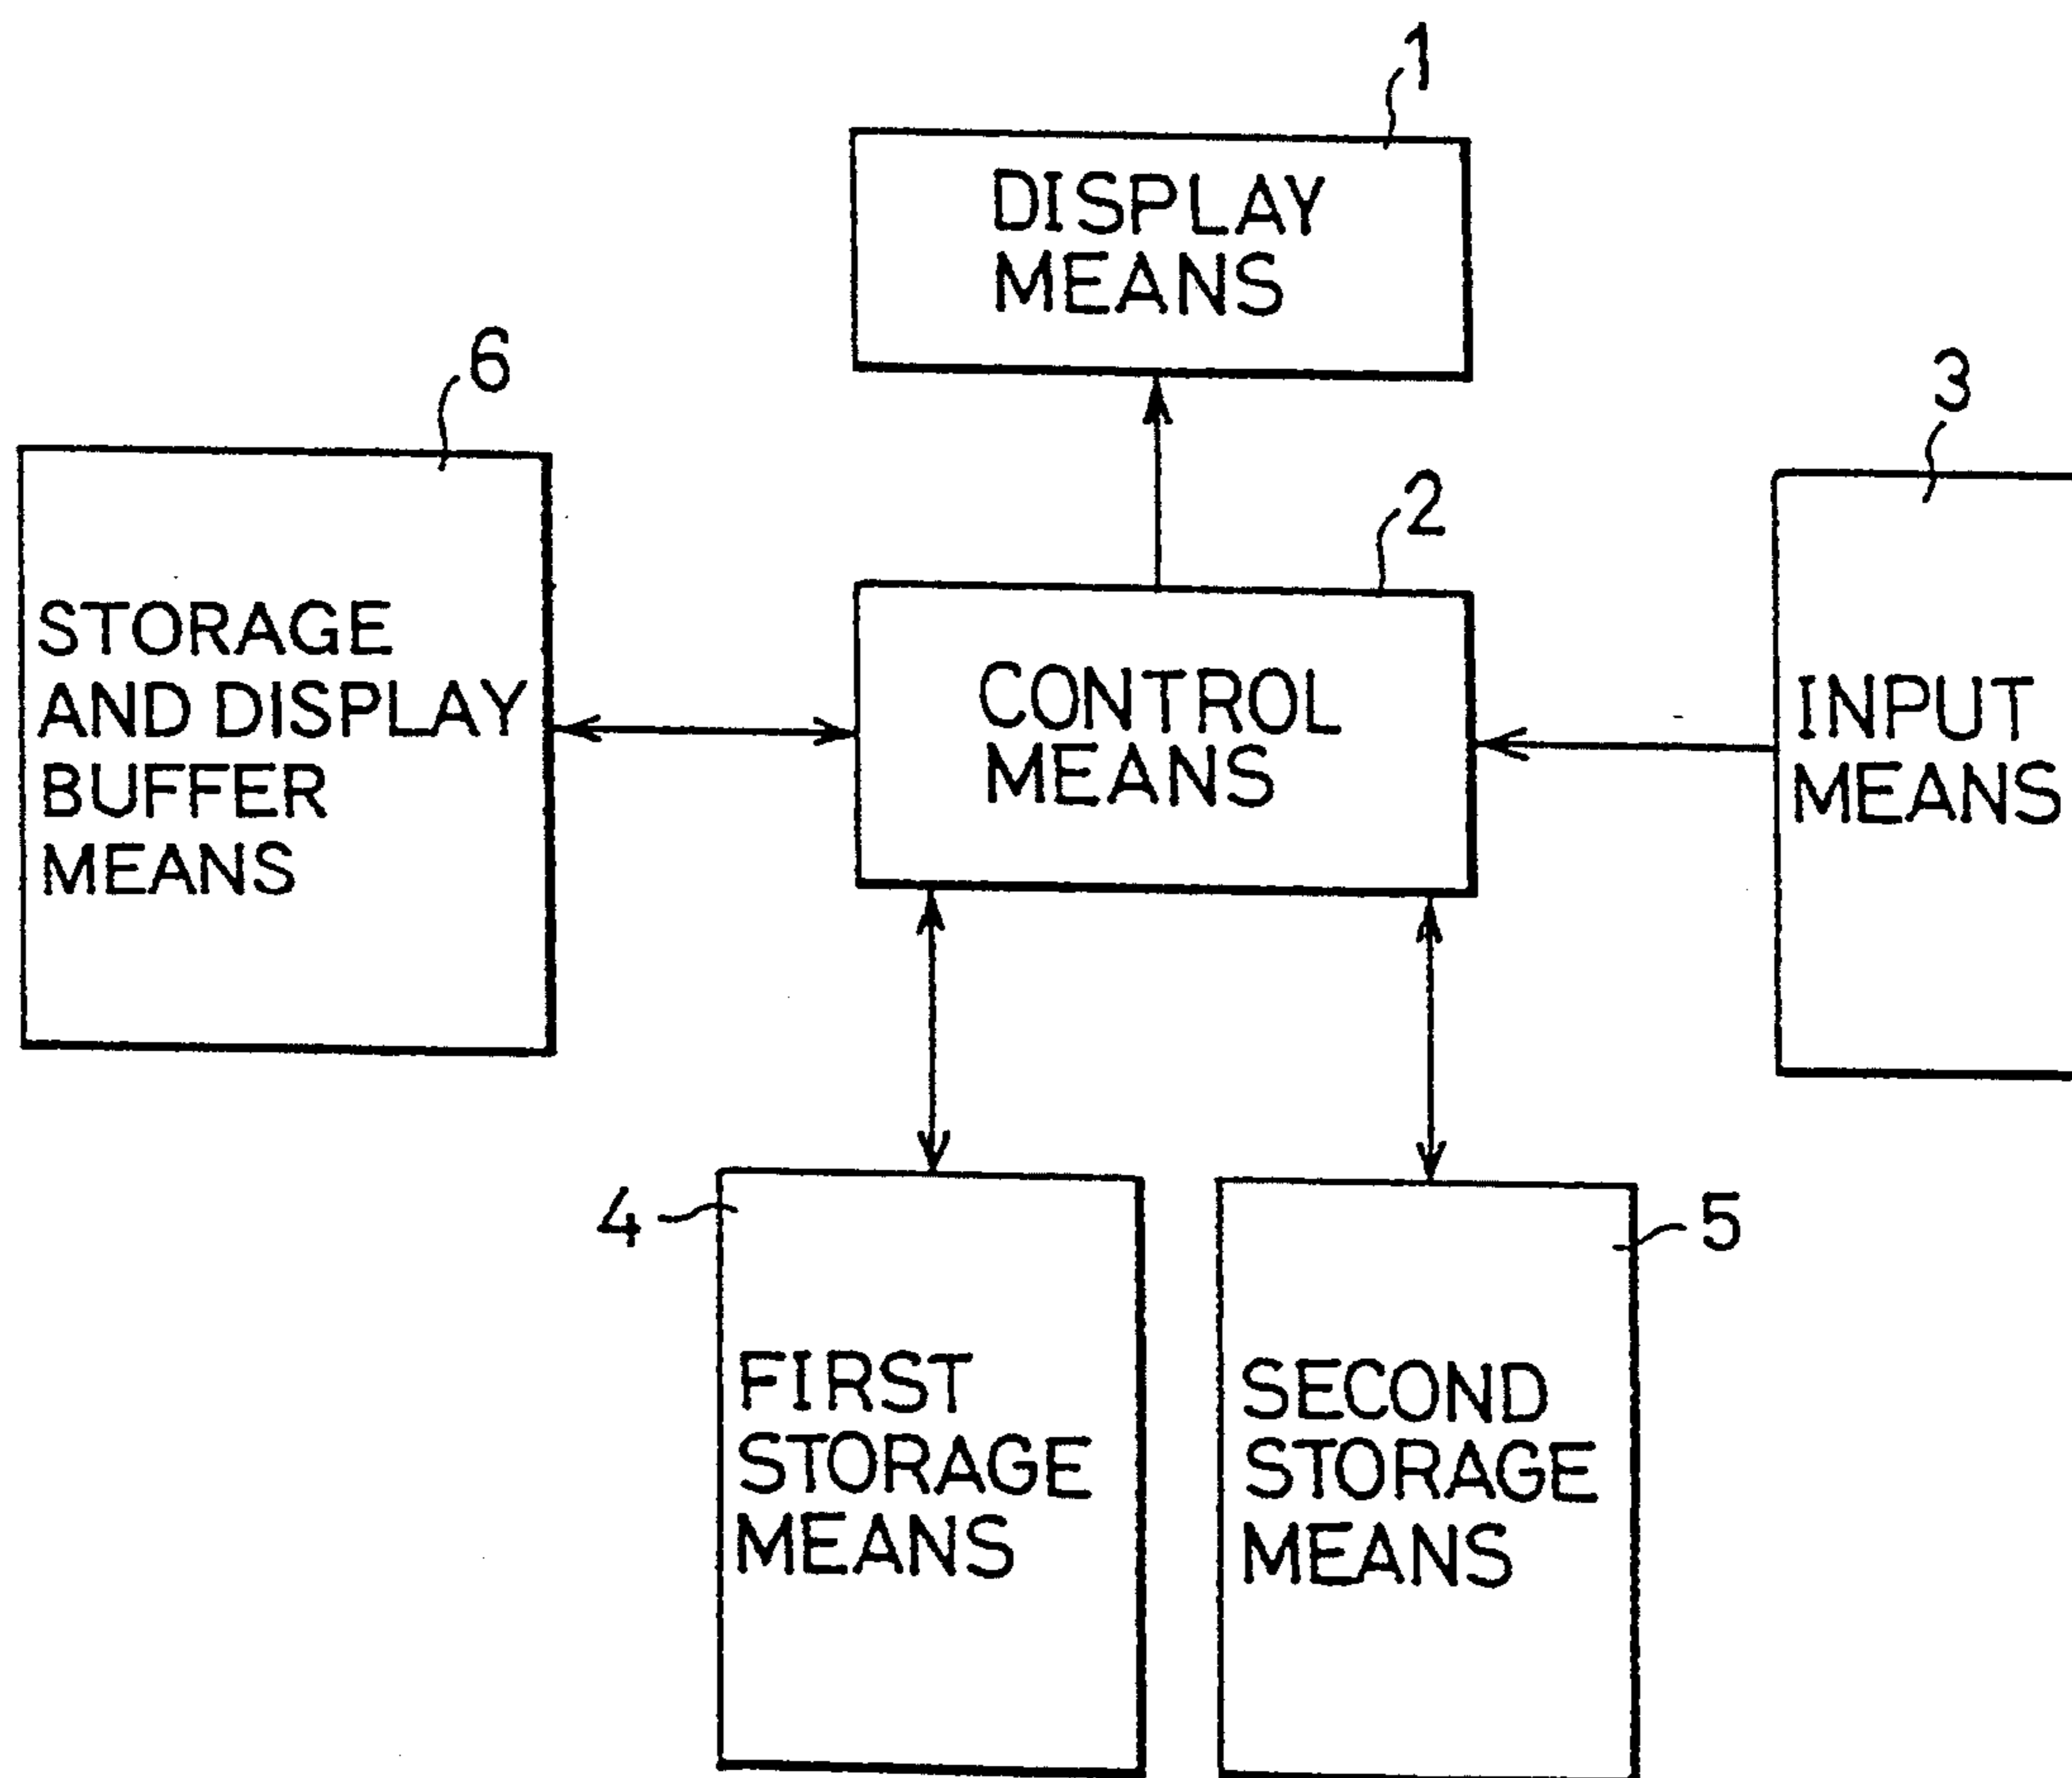 1
DISPLAY
MEANS
6
3
2
STORAGE
AND DISPLAY
BUFFER
MEANS
CONTROL
MEANS
INPUT
MEANS
4
5
FIRST
STORAGE
MEANS
SECOND
STORAGE
MEANS